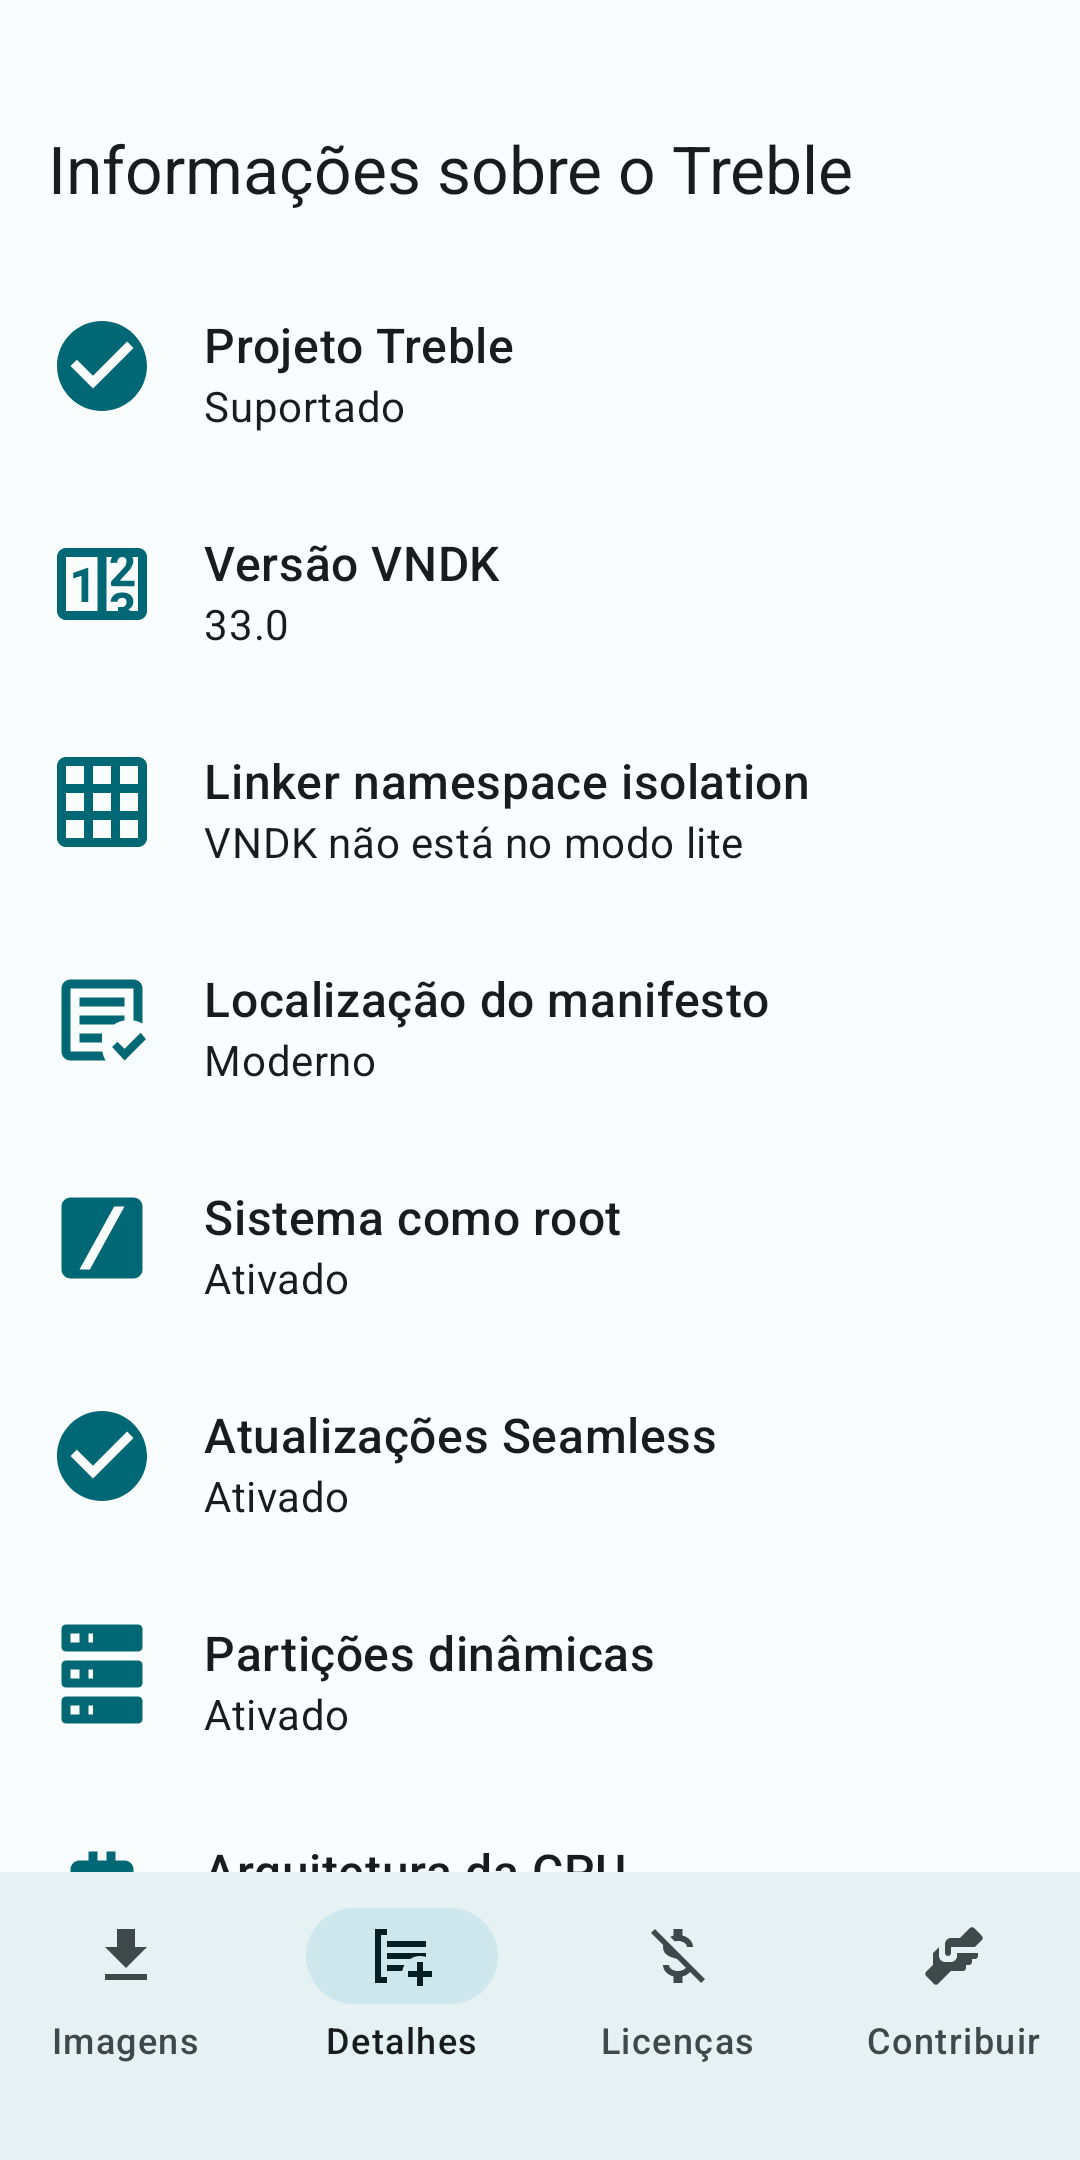 Informações sobre o Treble
Projeto Treble
Suportado
Versão VNDK
33.0
Linker namespace isolation
VNDK não está no modo lite
Localização do manifesto
Moderno
Sistema como root
Ativado
Atualizações Seamless
Ativado
Partições dinâmicas
Ativado
Arquitetura da CPU
Imagens
Detalhes
Licenças
Contribuir